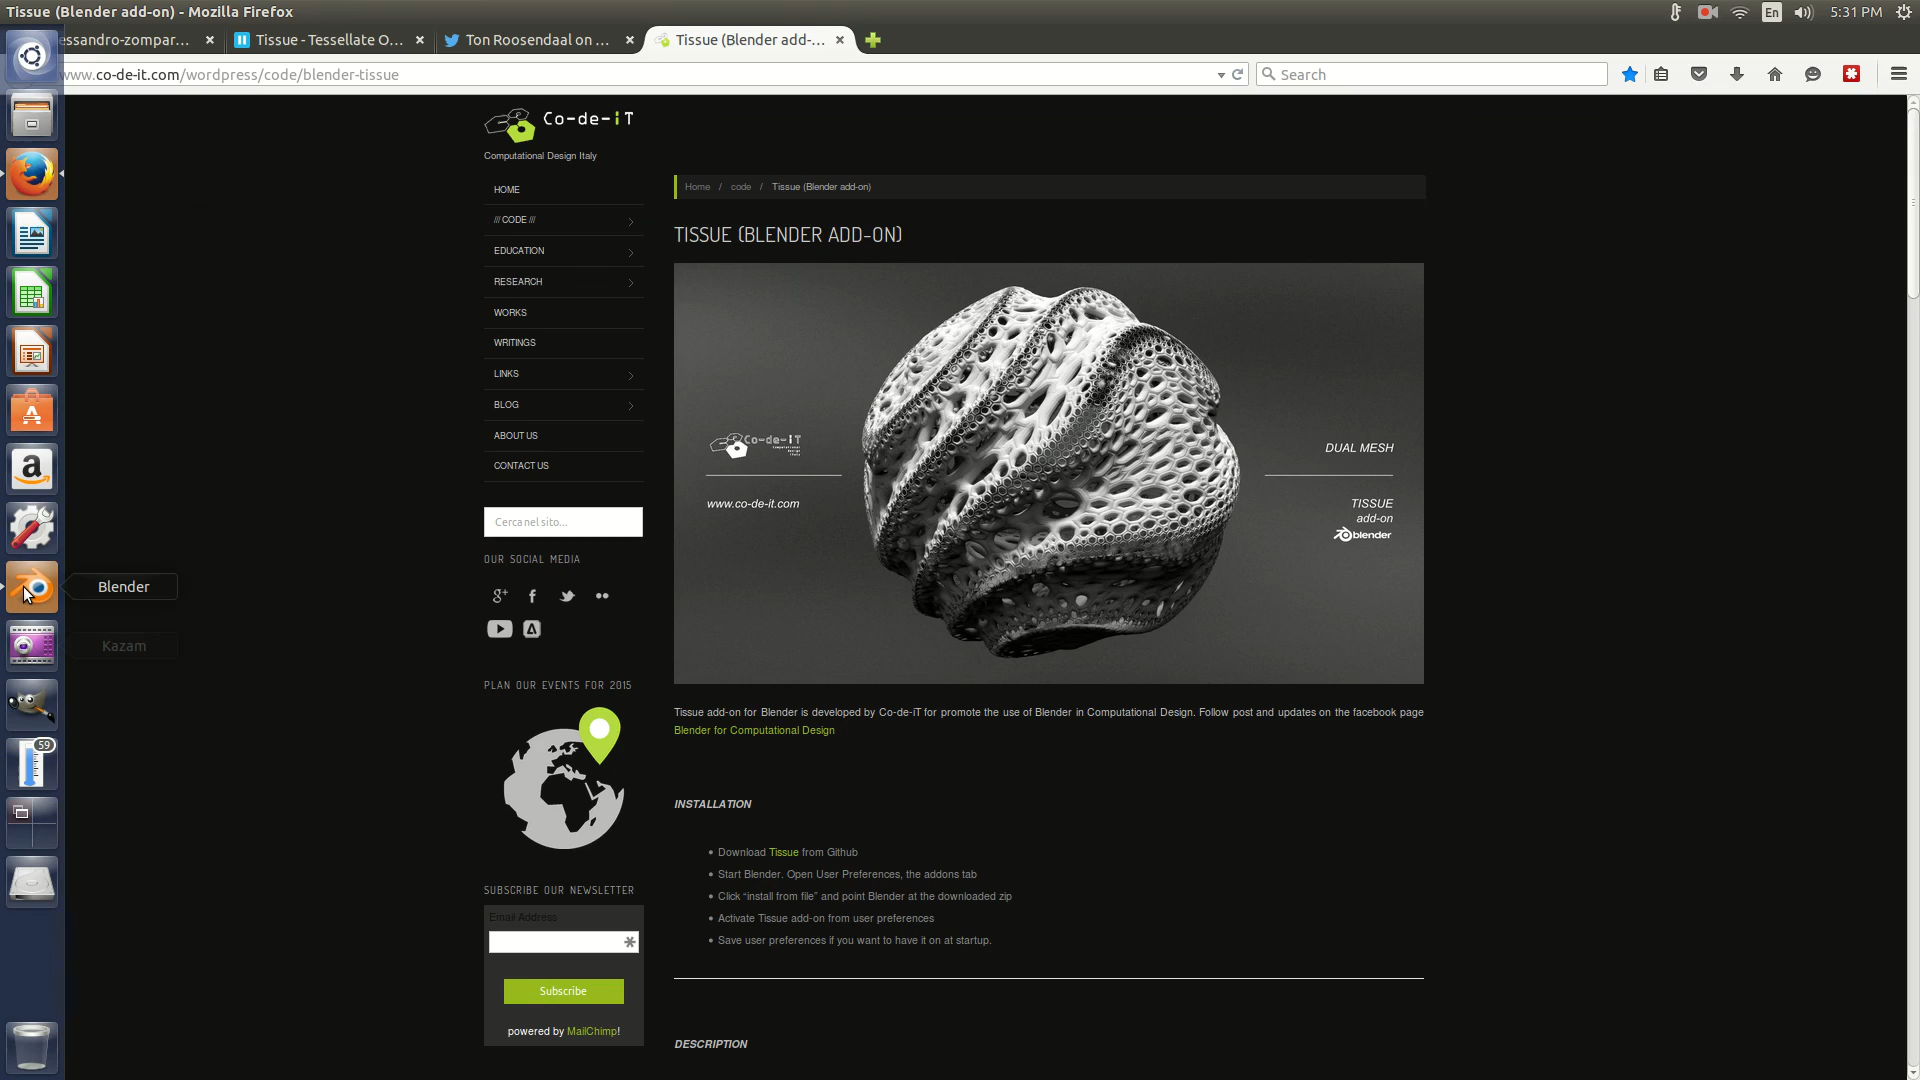 Tissue (Blender add-on) - Mozilla Firefox
En
5:31 PM
essandro-zompar...
Tissue - Tessellate O...
Ton Roosendaal on ...
Tissue (Blender add-...
www.co-de-it.com/wordpress/code/blender-tissue
Search
Co-de-iT
Computational Design Italy
HOME
/// CODE ///
EDUCATION
RESEARCH
WORKS
WRITINGS
LINKS
BLOG
ABOUT US
CONTACT US
Cerca nel sito...
OUR SOCIAL MEDIA
PLAN OUR EVENTS FOR 2015
SUBSCRIBE OUR NEWSLETTER
Email Address
Subscribe
powered by MailChimp!
Blender
Kazam
59
Home / code / Tissue (Blender add-on)
TISSUE (BLENDER ADD-ON)
Co-de-iT
www.co-de-it.com
DUAL MESH
TISSUE
add-on
blender
Tissue add-on for Blender is developed by Co-de-iT for promote the use of Blender in Computational Design. Follow post and updates on the facebook page
Blender for Computational Design
INSTALLATION
• Download Tissue from Github
• Start Blender. Open User Preferences, the addons tab
• Click “install from file” and point Blender at the downloaded zip
• Activate Tissue add-on from user preferences
• Save user preferences if you want to have it on at startup.
DESCRIPTION